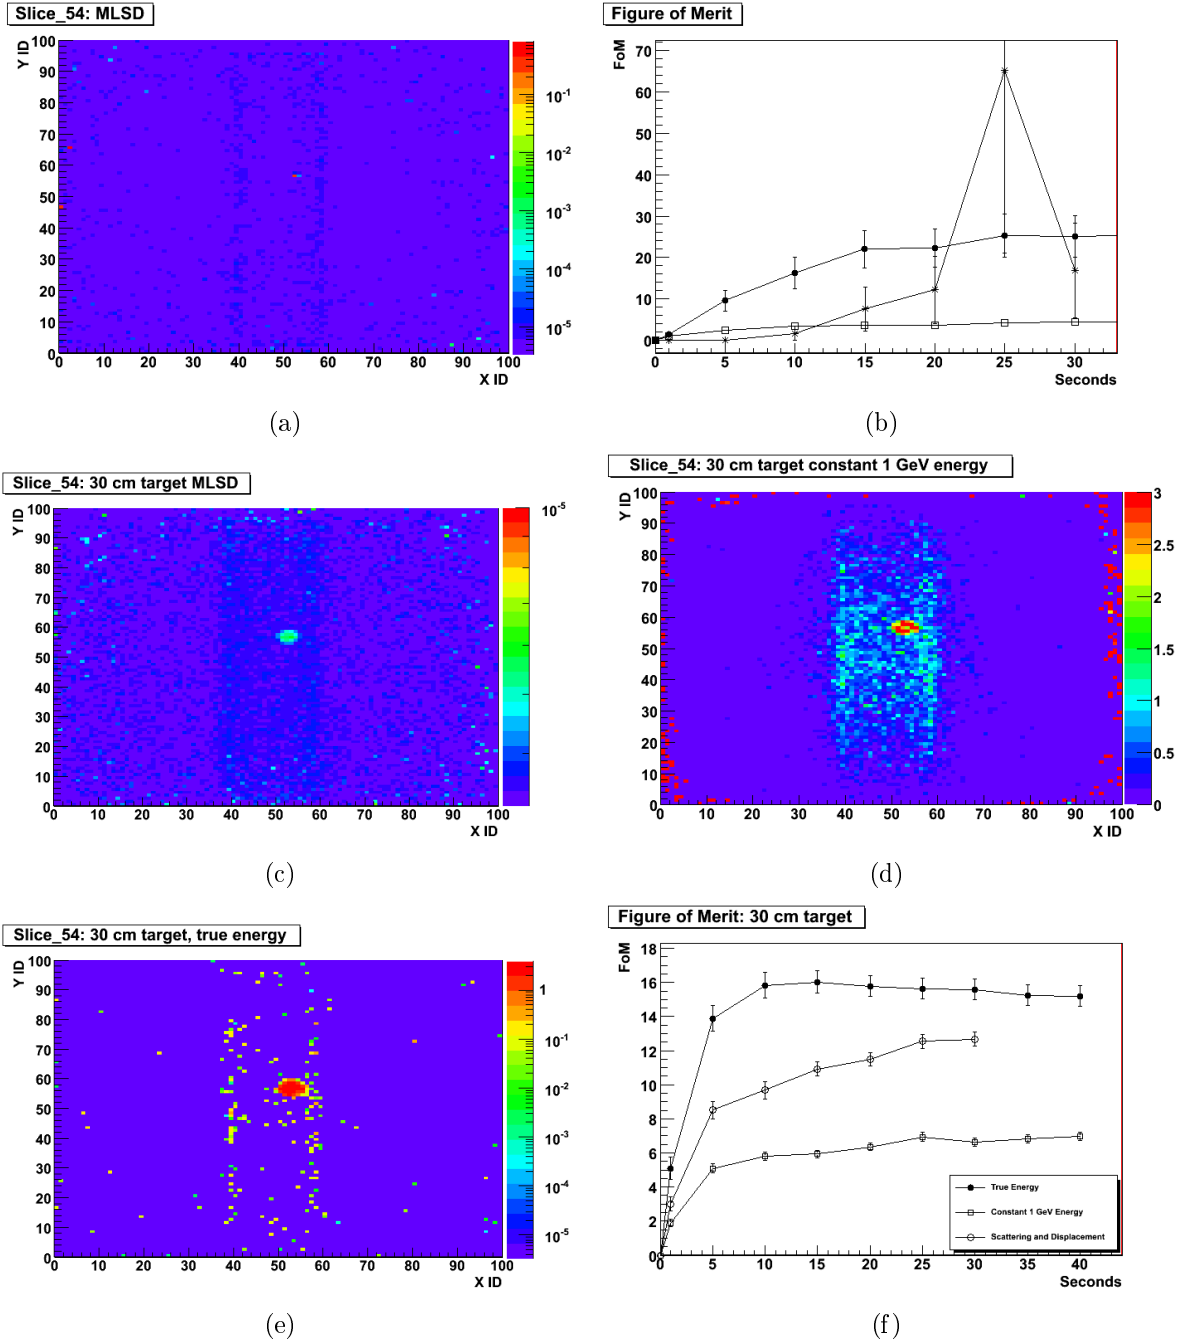 Slice_54: MLSD
Y ID
100
90
80
70
60
50
40
30
20
10
0
0 10 20 30 40 50 60 70 80 90 100
X ID
10-1
10-2
10-3
10-4
10-5
(a)
Figure of Merit
FoM
70
60
50
40
30
20
10
0
0 5 10 15 20 25 30
Seconds
(b)
Slice_54: 30 cm target MLSD
Y ID
100
90
80
70
60
50
40
30
20
10
0
0 10 20 30 40 50 60 70 80 90 100
X ID
10-5
(c)
Slice_54: 30 cm target constant 1 GeV energy
Y ID
100
90
80
70
60
50
40
30
20
10
0
0 10 20 30 40 50 60 70 80 90 100
X ID
3
2.5
2
1.5
1
0.5
0
(d)
Slice_54: 30 cm target, true energy
Y ID
100
90
80
70
60
50
40
30
20
10
0
0 10 20 30 40 50 60 70 80 90 100
X ID
1
10-1
10-2
10-3
10-4
10-5
(e)
Figure of Merit: 30 cm target
FoM
18
16
14
12
10
8
6
4
2
0
0 5 10 15 20 25 30 35 40
Seconds
True Energy
Constant 1 GeV Energy
Scattering and Displacement
(f)